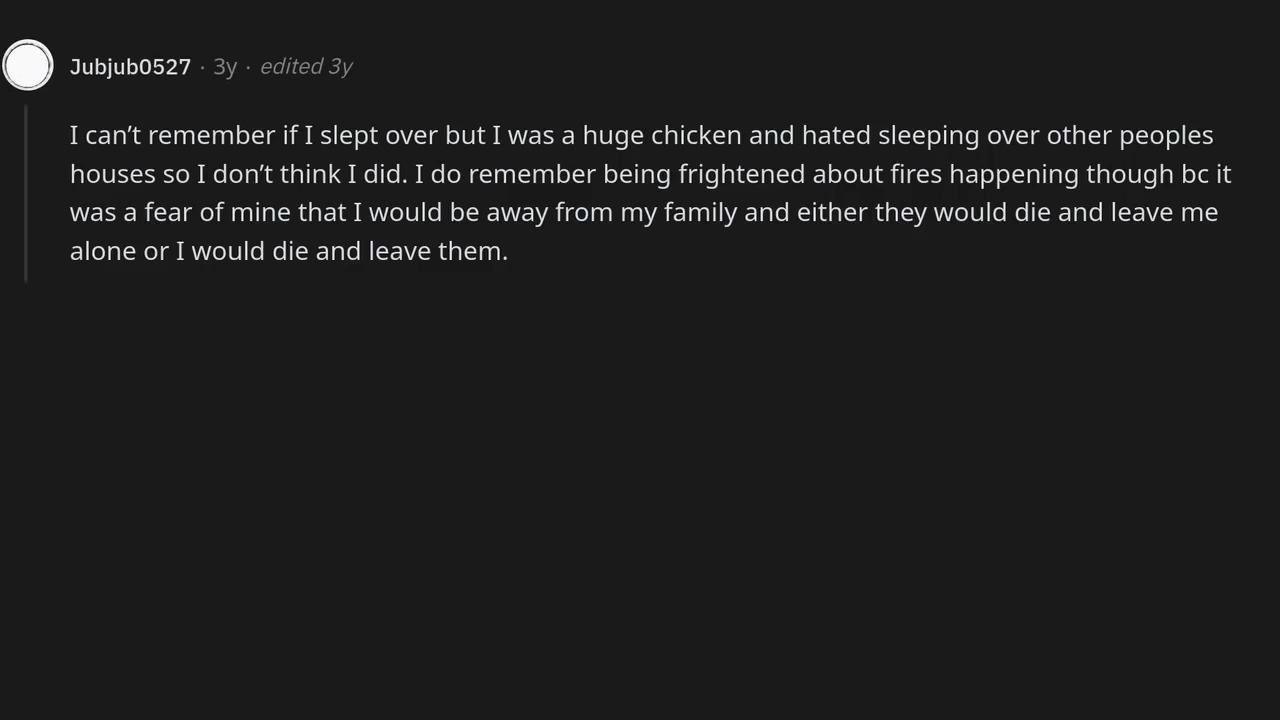 Jubjub0527 · 3y · edited 3y
I can’t remember if I slept over but I was a huge chicken and hated sleeping over other peoples
houses so I don’t think I did. I do remember being frightened about fires happening though bc it
was a fear of mine that I would be away from my family and either they would die and leave me
alone or I would die and leave them.